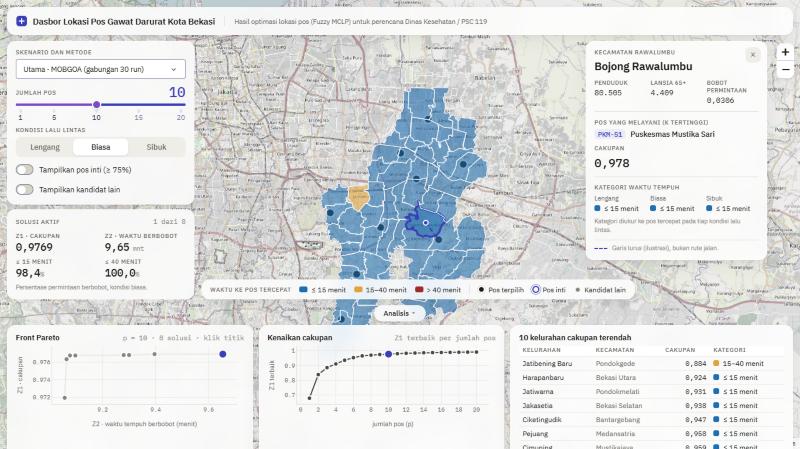 Dasbor Lokasi Pos Gawat Darurat Kota Bekasi
Hasil optimasi lokasi pos (Fuzzy MCLP) untuk perencana Dinas Kesehatan / PSC 119
SKENARIO DAN METODE
Utama - MOBGOA (gabungan 30 run)
JUMLAH POS
10
1 5 10 15 20
KONDISI LALU LINTAS
Lengang Biasa Sibuk
Tampilkan pos inti (≥ 75%)
Tampilkan kandidat lain
SOLUSI AKTIF
1 dari 8
Z1 · CAKUPAN
0,9769
Z2 · WAKTU BERBOBOT
9,65 mnt
≤ 15 MENIT
98,4%
≤ 40 MENIT
100,0%
Persentase permintaan berbobot, kondisi biasa.
Jakarta
Babelan
+
−
KECAMATAN RAWALUMBU
×
Bojong Rawalumbu
PENDUDUK
80.505
LANSIA 65+
4.409
BOBOT PERMINTAAN
0,0306
POS YANG MELAYANI (K TERTINGGI)
PKM-51 Puskesmas Mustika Sari
CAKUPAN
0,978
KATEGORI WAKTU TEMPUH
Lengang Biasa Sibuk
≤ 15 menit ≤ 15 menit ≤ 15 menit
Kategori diukur ke pos tercepat pada tiap kondisi lalu
lintas.
Garis lurus (ilustrasi), bukan rute jalan.
WAKTU KE POS TERCEPAT ≤ 15 menit 15–40 menit > 40 menit Pos terpilih Pos inti Kandidat lain
Analisis
Front Pareto
p = 10 · 8 solusi · klik titik
Z1 · cakupan
0.976
0.974
0.972
9.2 9.4 9.6
Z2 · waktu tempuh berbobot (menit)
Kenaikan cakupan
Z1 terbaik per jumlah pos
Z1 terbaik
1
0.9
0.8
0.7
0 2 4 6 8 10 12 14 16 18 20
jumlah pos (p)
10 kelurahan cakupan terendah
KELURAHAN KECAMATAN CAKUPAN KATEGORI
Jatibening Baru Pondokgede 0,884 15–40 menit
Harapanbaru Bekasi Utara 0,924 ≤ 15 menit
Jatiwarna Pondokmelati 0,931 ≤ 15 menit
Jakasetia Bekasi Selatan 0,938 ≤ 15 menit
Ciketingudik Bantargebang 0,947 ≤ 15 menit
Pejuang Medansatria 0,958 ≤ 15 menit